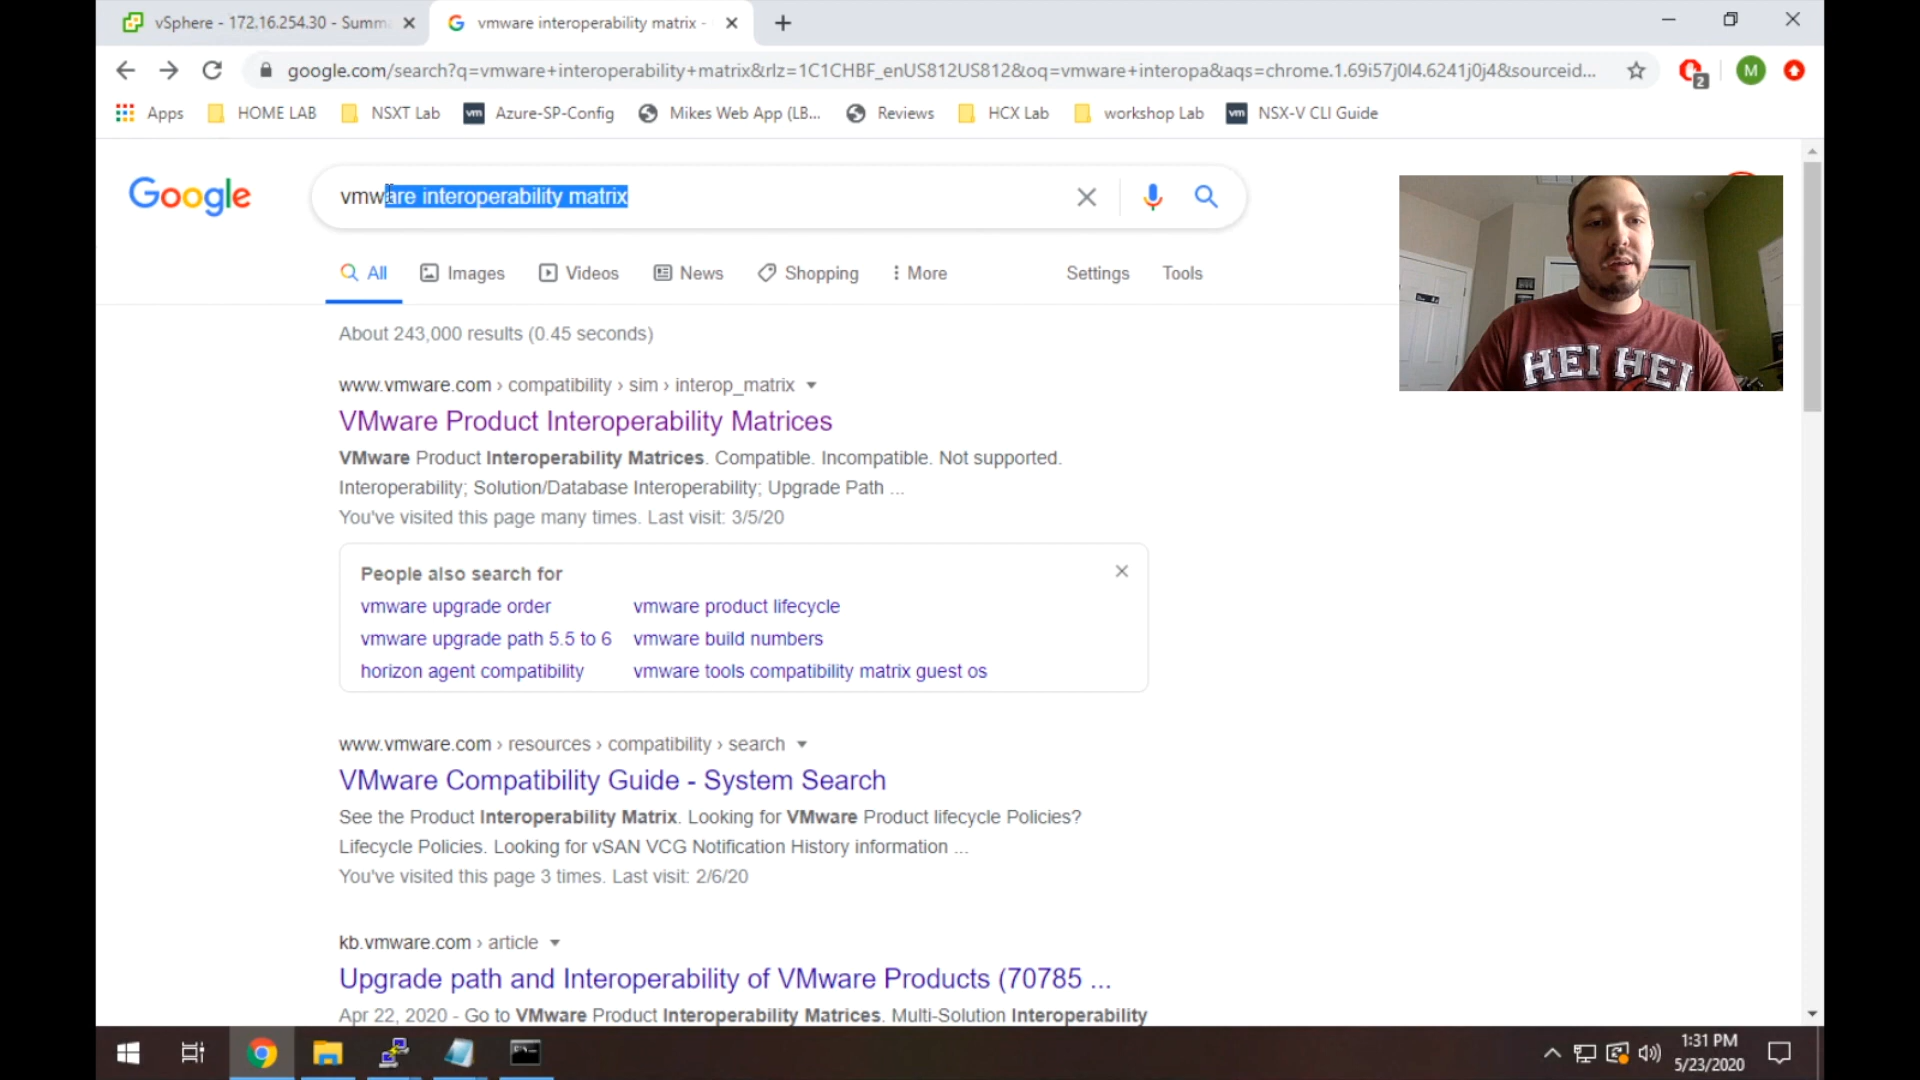 vSphere - 172.16.254.30 - Summa
vmware interoperability matrix -
google.com/search?q=vmware+interoperability+matrix&rlz=1C1CHBF_enUS812US812&oq=vmware+interopa&aqs=chrome.1.69i57j0l4.6241j0j4&sourceid...
2
M
Apps
HOME LAB
NSXT Lab
vm
Azure-SP-Config
Mikes Web App (LB...
Reviews
HCX Lab
workshop Lab
vm
NSX-V CLI Guide
Google
vmware interoperability matrix
All
Images
Videos
News
Shopping
More
Settings
Tools
About 243,000 results (0.45 seconds)
www.vmware.com › compatibility › sim › interop_matrix
VMware Product Interoperability Matrices
VMware Product Interoperability Matrices. Compatible. Incompatible. Not supported.
Interoperability; Solution/Database Interoperability; Upgrade Path ...
You've visited this page many times. Last visit: 3/5/20
People also search for
vmware upgrade order
vmware product lifecycle
vmware upgrade path 5.5 to 6
vmware build numbers
horizon agent compatibility
vmware tools compatibility matrix guest os
www.vmware.com › resources › compatibility › search
VMware Compatibility Guide - System Search
See the Product Interoperability Matrix. Looking for VMware Product lifecycle Policies?
Lifecycle Policies. Looking for vSAN VCG Notification History information ...
You've visited this page 3 times. Last visit: 2/6/20
kb.vmware.com › article
Upgrade path and Interoperability of VMware Products (70785 ...
Apr 22, 2020 - Go to VMware Product Interoperability Matrices. Multi-Solution Interoperability
HEI HEI
1:31 PM
5/23/2020